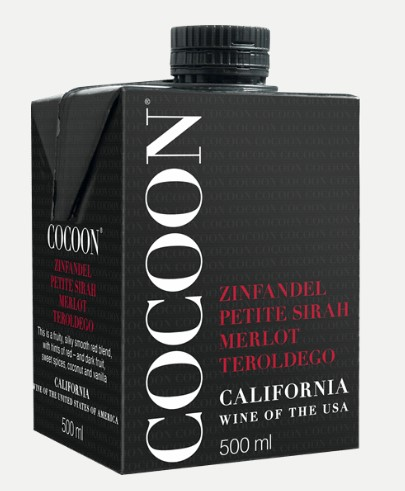 COCOON®
ZINFANDEL
PETITE SIRAH
MERLOT
TEROLDEGO
This is a fruity, silky smooth red blend,
with hints of red – and dark fruit,
sweet spices, coconut and vanilla
CALIFORNIA
WINE OF THE UNITED STATES OF AMERICA
500 ml
COCOON®
ZINFANDEL
PETITE SIRAH
MERLOT
TEROLDEGO
CALIFORNIA
WINE OF THE USA
500 ml